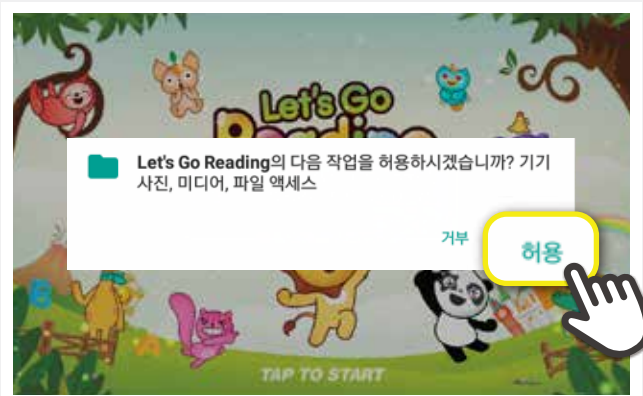 Let's Go
Reading
Let's Go Reading의 다음 작업을 허용하시겠습니까? 기기
사진, 미디어, 파일 액세스
거부
허용
B
A
TAP TO START